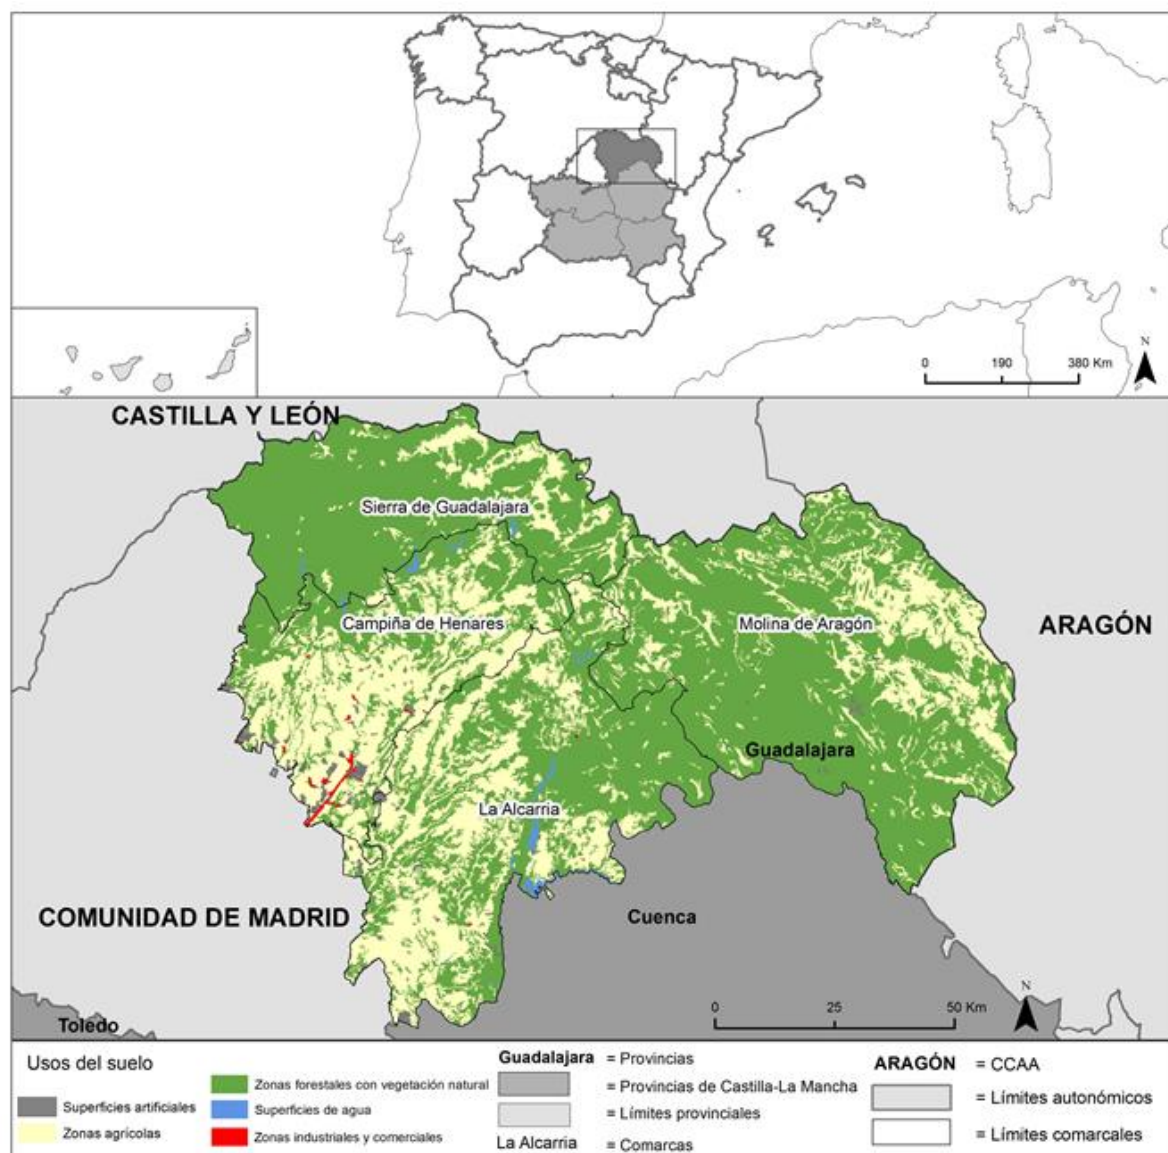 N
0 190 380 Km
CASTILLA Y LEÓN
Sierra de Guadalajara
Campiña de Henares
Molina de Aragón
ARAGÓN
Guadalajara
La Alcarria
COMUNIDAD DE MADRID
Cuenca
N
0 25 50 Km
Toledo
Usos del suelo
Superficies artificiales
Zonas agrícolas
Zonas forestales con vegetación natural
Superficies de agua
Zonas industriales y comerciales
Guadalajara = Provincias
= Provincias de Castilla-La Mancha
= Límites provinciales
La Alcarria = Comarcas
ARAGÓN = CCAA
= Límites autonómicos
= Límites comarcales